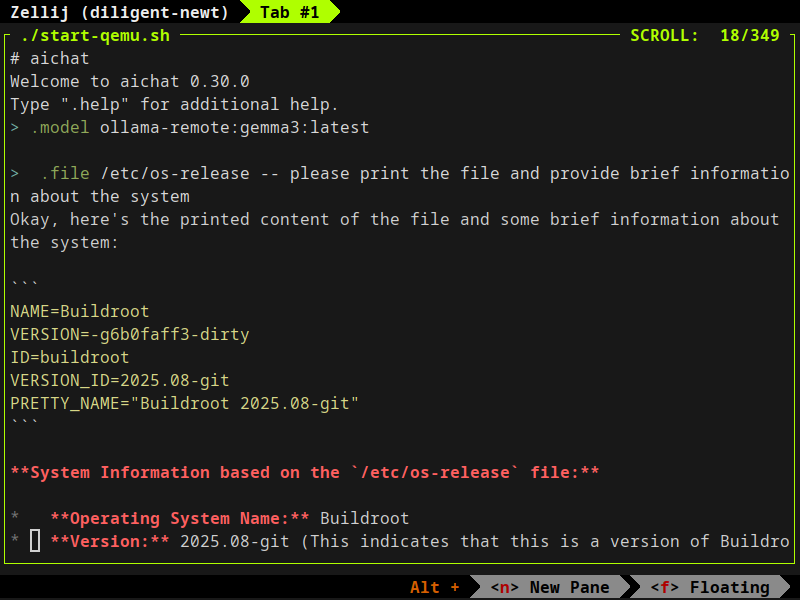 Zellij (diligent-newt) Tab #1
./start-qemu.sh SCROLL: 18/349
# aichat
Welcome to aichat 0.30.0
Type ".help" for additional help.
> .model ollama-remote:gemma3:latest
> .file /etc/os-release -- please print the file and provide brief informatio
n about the system
Okay, here's the printed content of the file and some brief information about
the system:
```
NAME=Buildroot
VERSION=-g6b0faff3-dirty
ID=buildroot
VERSION_ID=2025.08-git
PRETTY_NAME="Buildroot 2025.08-git"
```
**System Information based on the `/etc/os-release` file:**
* **Operating System Name:** Buildroot
* **Version:** 2025.08-git (This indicates that this is a version of Buildro
Alt + <n> New Pane <f> Floating